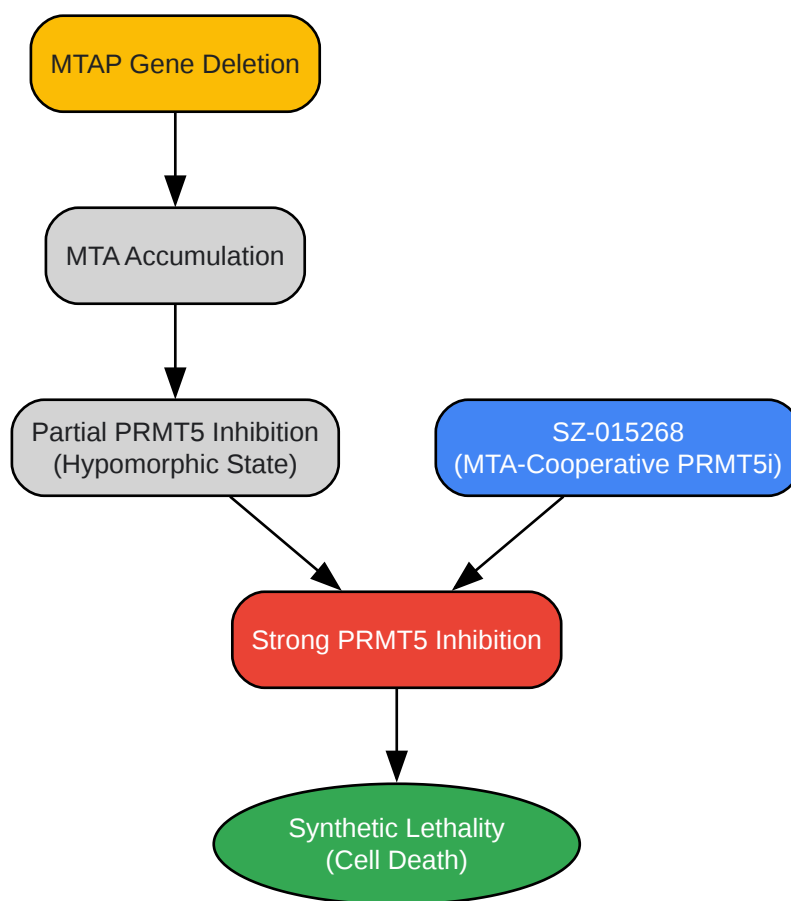 MTAP Gene Deletion
MTA Accumulation
Partial PRMT5 Inhibition
(Hypomorphic State)
SZ-015268
(MTA-Cooperative PRMT5i)
Strong PRMT5 Inhibition
Synthetic Lethality
(Cell Death)